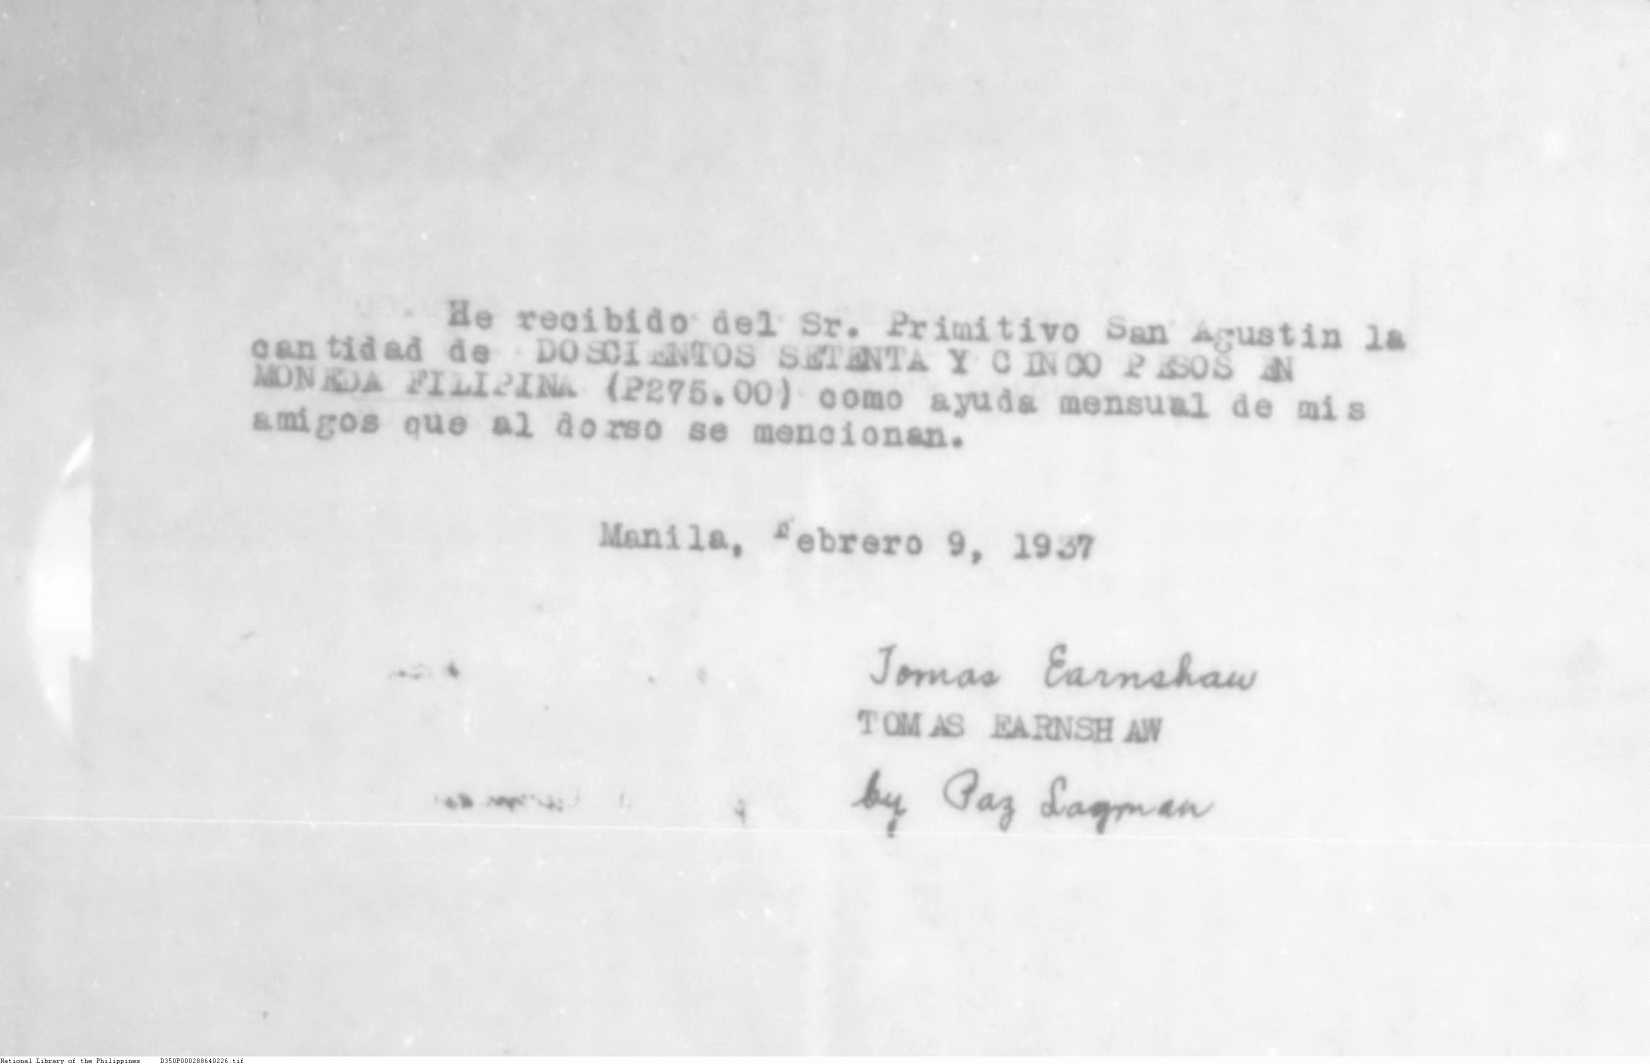 He recibido del Sr. Primitivo San Agustin la
cantidad de DOSCIENTOS SETENTA Y CINCO PESOS EN
MONEDA FILIPINA (P275.00) como ayuda mensual de mis
amigos que al dorso se mencionan.
Manila, Febrero 9, 1937
Tomas Earnshaw
TOMAS EARNSHAW
by Paz Lagman
National Library of the Philippines